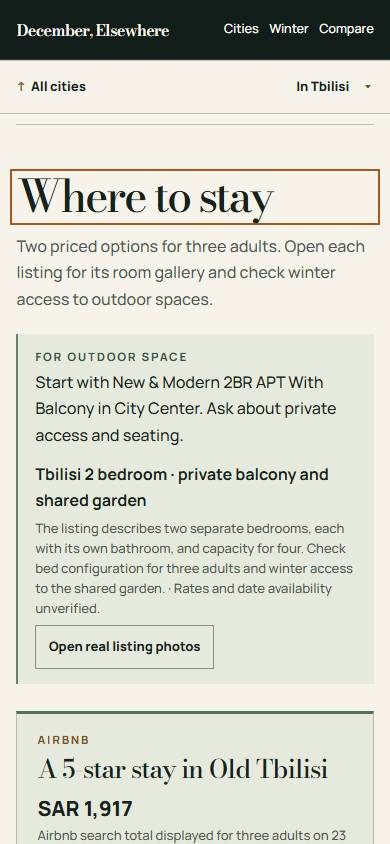 December, Elsewhere
Cities Winter Compare
↑ All cities
In Tbilisi
Where to stay
Two priced options for three adults. Open each
listing for its room gallery and check winter
access to outdoor spaces.
FOR OUTDOOR SPACE
Start with New & Modern 2BR APT With
Balcony in City Center. Ask about private
access and seating.
Tbilisi 2 bedroom · private balcony and
shared garden
The listing describes two separate bedrooms, each
with its own bathroom, and capacity for four. Check
bed configuration for three adults and winter access
to the shared garden. · Rates and date availability
unverified.
Open real listing photos
AIRBNB
A 5-star stay in Old Tbilisi
SAR 1,917
Airbnb search total displayed for three adults on 23